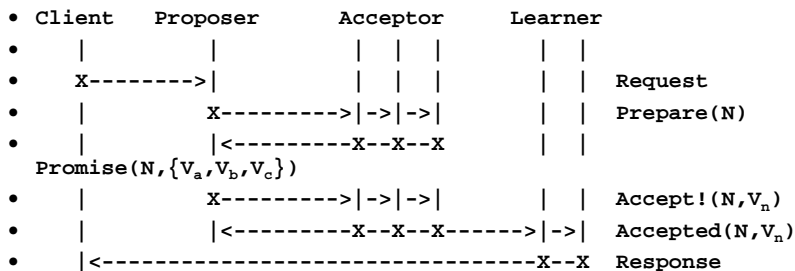 • Client   Proposer          Acceptor        Learner
•    |           |             |  |  |            |  |
•    X-------->|             |  |  |            |  |  Request
•    |           X--------->|->|->|            |  |  Prepare(N)
•    |           |<---------X--X--X            |  |
Promise(N,{Va,Vb,Vc})
•    |           X--------->|->|->|            |  |  Accept!(N,Vn)
•    |           |<---------X--X--X------>|->|  Accepted(N,Vn)
•    |<---------------------------------X--X  Response